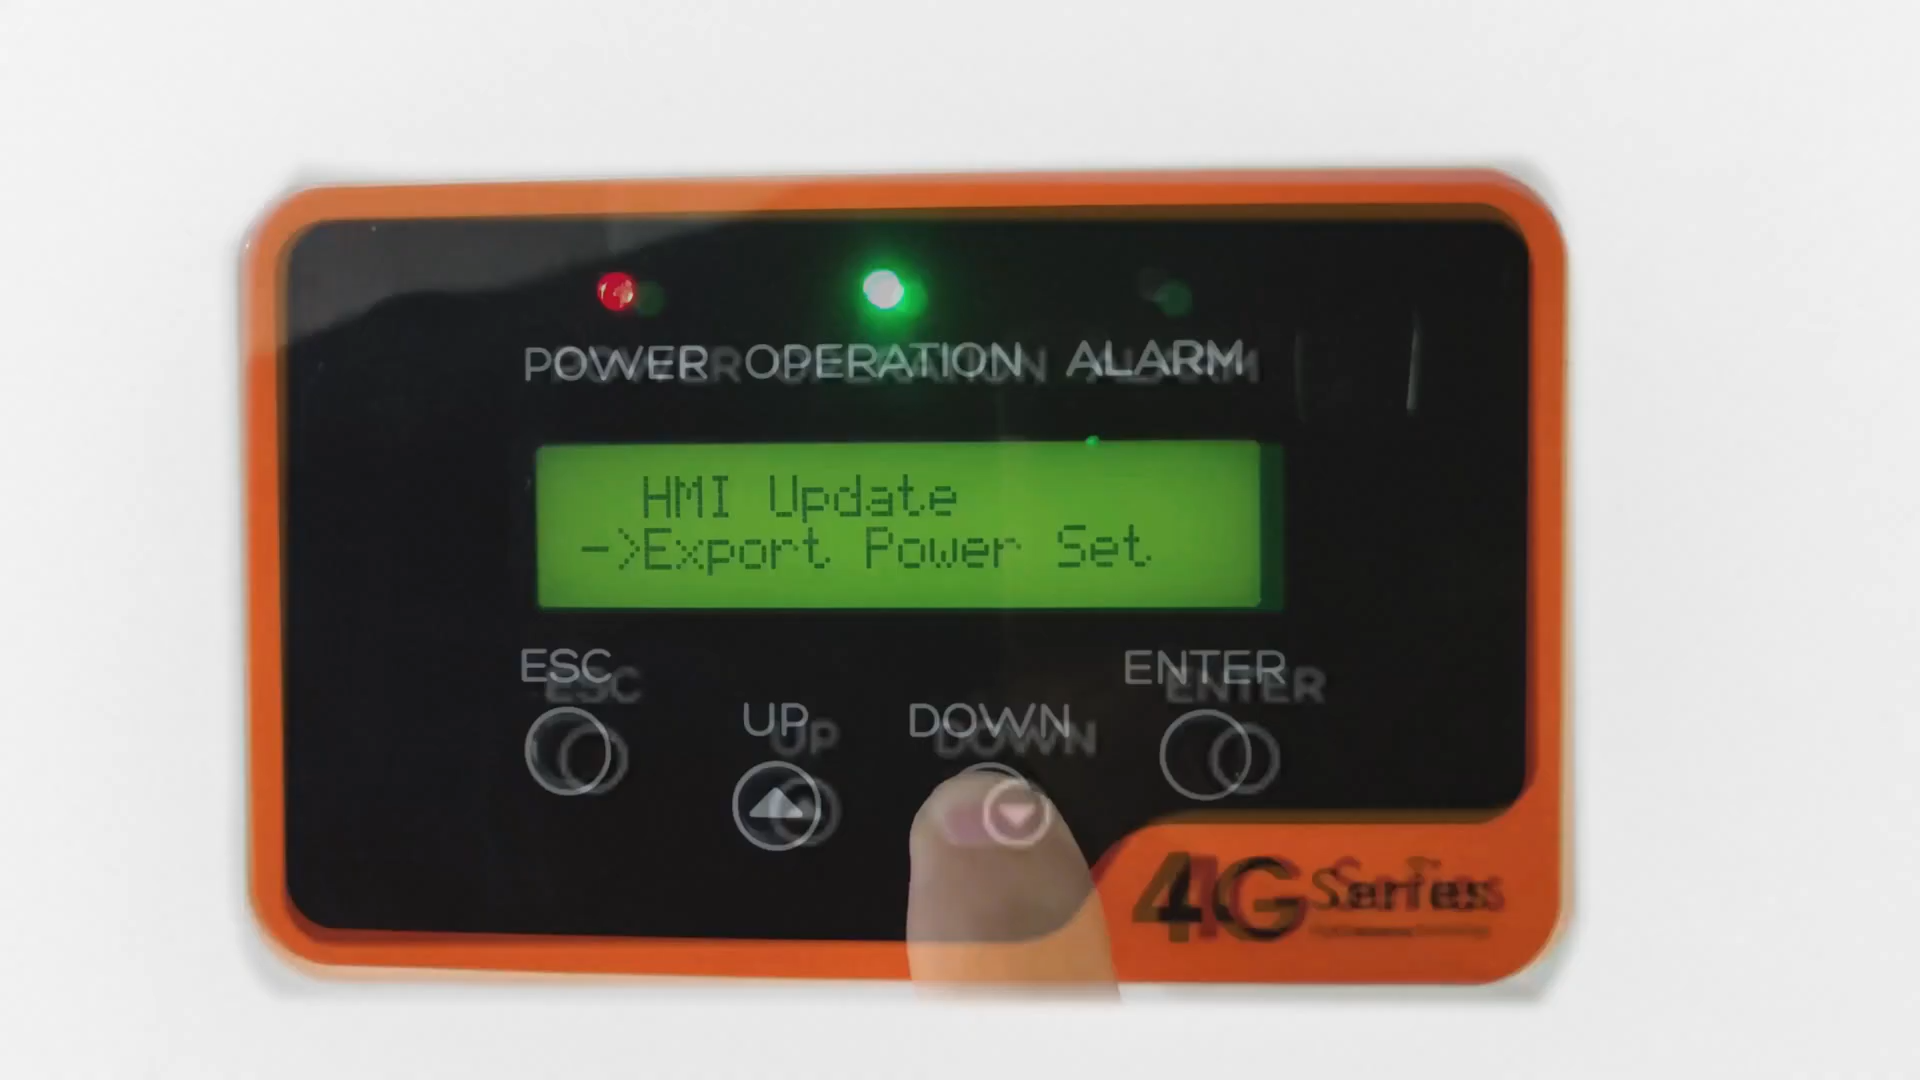 POWER OPERATION ALARM
HMI Update
->Export Power Set
ESC
ENTER
UP
DOWN
4G Series